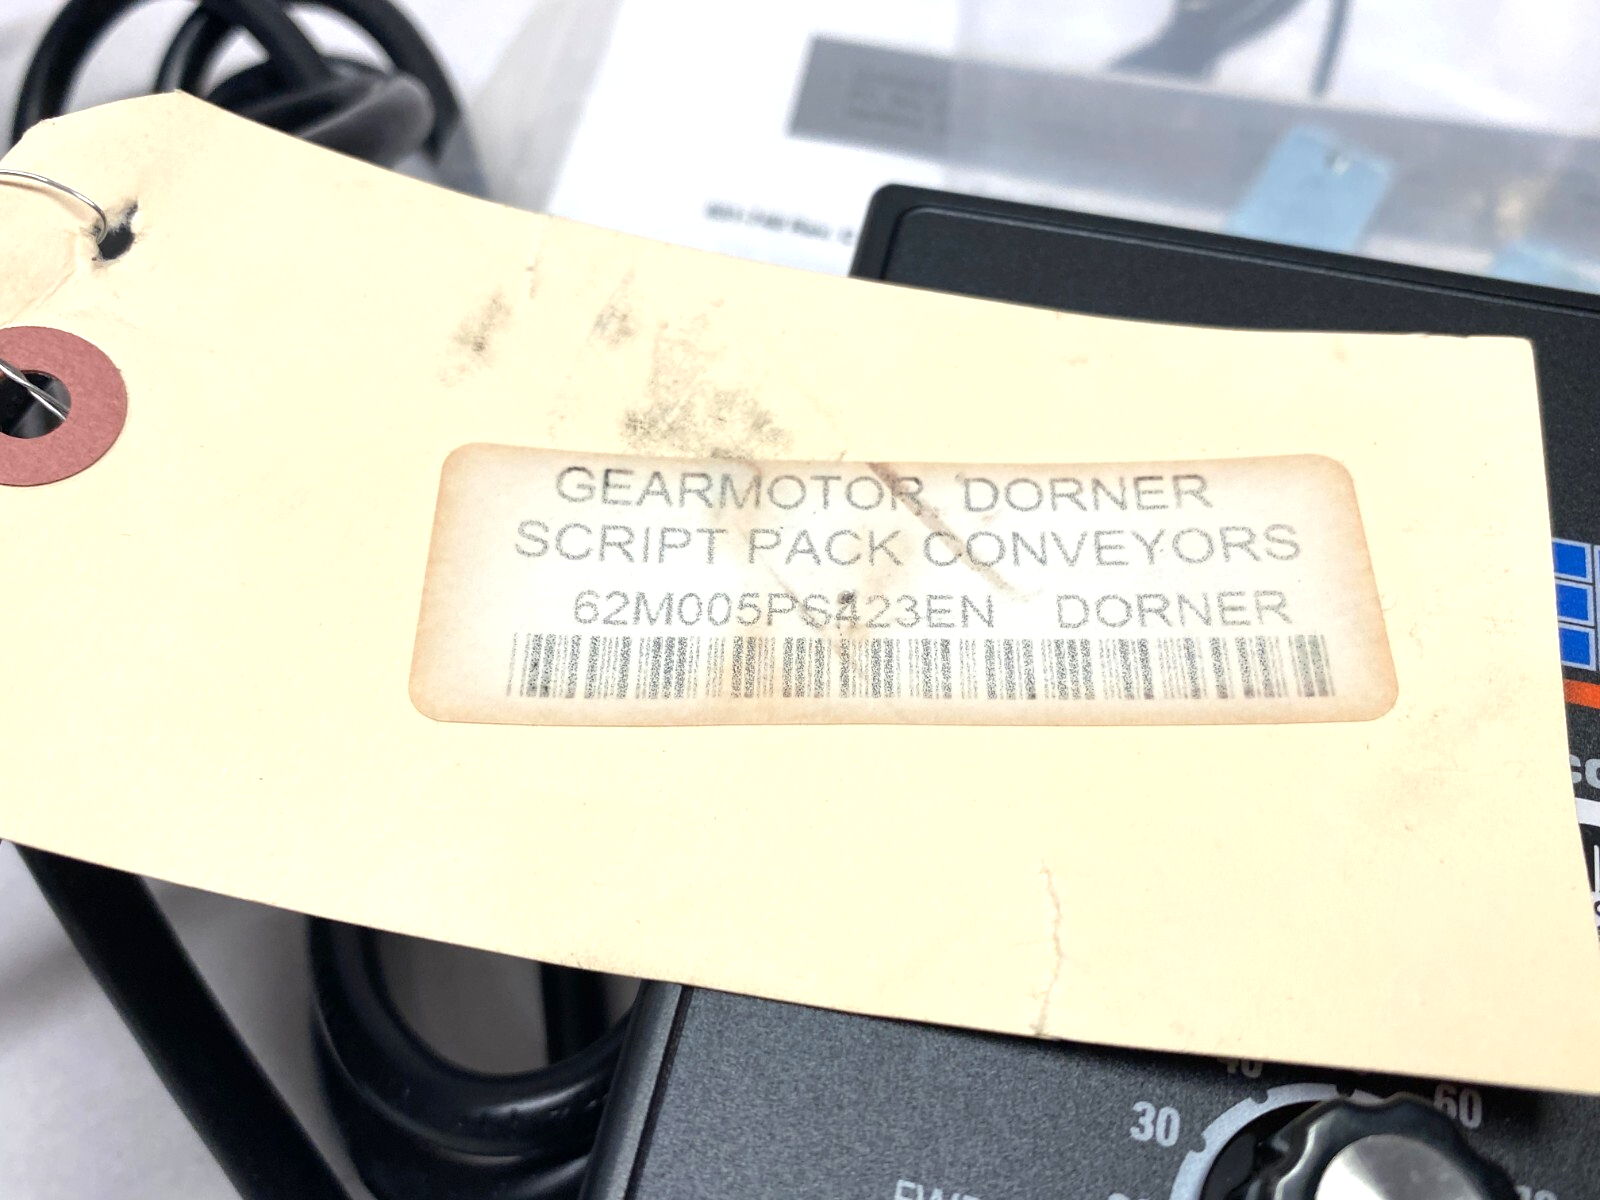 GEARMOTOR, DORNER
SCRIPT PACK CONVEYORS
62M005PS423EN DORNER
30
60